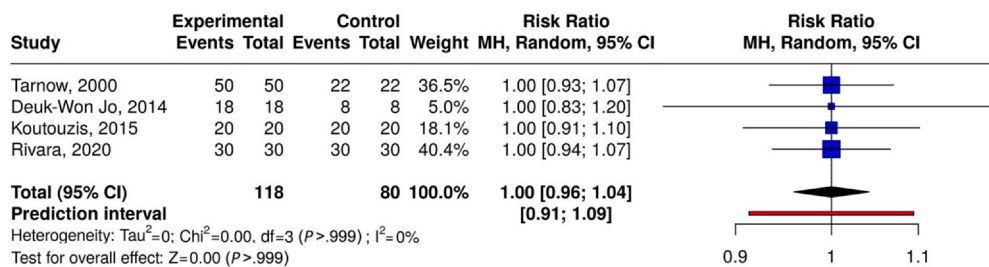 Experimental Control Risk Ratio Risk Ratio
Study Events Total Events Total Weight MH, Random, 95% CI MH, Random, 95% CI
Tarnow, 2000 50 50 22 22 36.5% 1.00 [0.93; 1.07]
Deuk-Won Jo, 2014 18 18 8 8 5.0% 1.00 [0.83; 1.20]
Koutouzis, 2015 20 20 20 20 18.1% 1.00 [0.91; 1.10]
Rivara, 2020 30 30 30 30 40.4% 1.00 [0.94; 1.07]
Total (95% CI) 118 80 100.0% 1.00 [0.96; 1.04]
Prediction interval [0.91; 1.09]
Heterogeneity: Tau²=0; Chi²=0.00, df=3 (P>.999) ; I²=0%
Test for overall effect: Z=0.00 (P>.999)
0.9 1 1.1